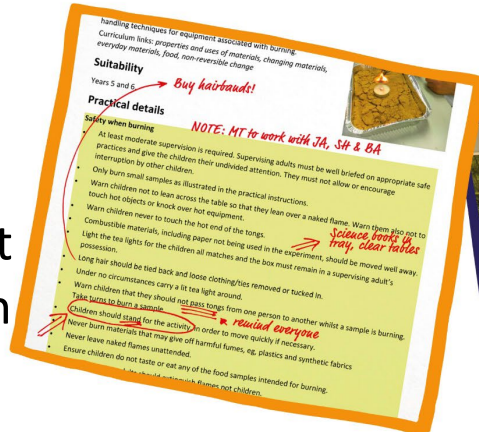 handling techniques for equipment associated with burning.
Curriculum links: properties and uses of materials, changing materials,
everyday materials, food, non-reversible change
Suitability
Years 5 and 6
Buy hairbands!
Practical details
NOTE: MT to work with JA, SH & BA
Safety when burning
At least moderate supervision is required. Supervising adults must be well briefed on appropriate safe
practices and give the children their undivided attention. They must not allow or encourage
interruption by other children.
Only burn small samples as illustrated in the practical instructions.
Warn children not to lean across the table so that they lean over a naked flame. Warn them also not to
touch hot objects or knock over hot equipment.
Warn children never to touch the hot end of the tongs.
Science books in
tray, clear tables
Combustible materials, including paper not being used in the experiment, should be moved well away.
Light the tea lights for the children all matches and the box must remain in a supervising adult's
possession.
Long hair should be tied back and loose clothing/ties removed or tucked in.
Under no circumstances carry a lit tea light around.
Warn children that they should not pass tongs from one person to another whilst a sample is burning.
Take turns to burn a sample.
remind everyone
Children should stand for the activity in order to move quickly if necessary.
Never burn materials that may give off harmful fumes, eg, plastics and synthetic fabrics
Never leave naked flames unattended.
Ensure children do not taste or eat any of the food samples intended for burning.
should extinguish flames not children.
t
n